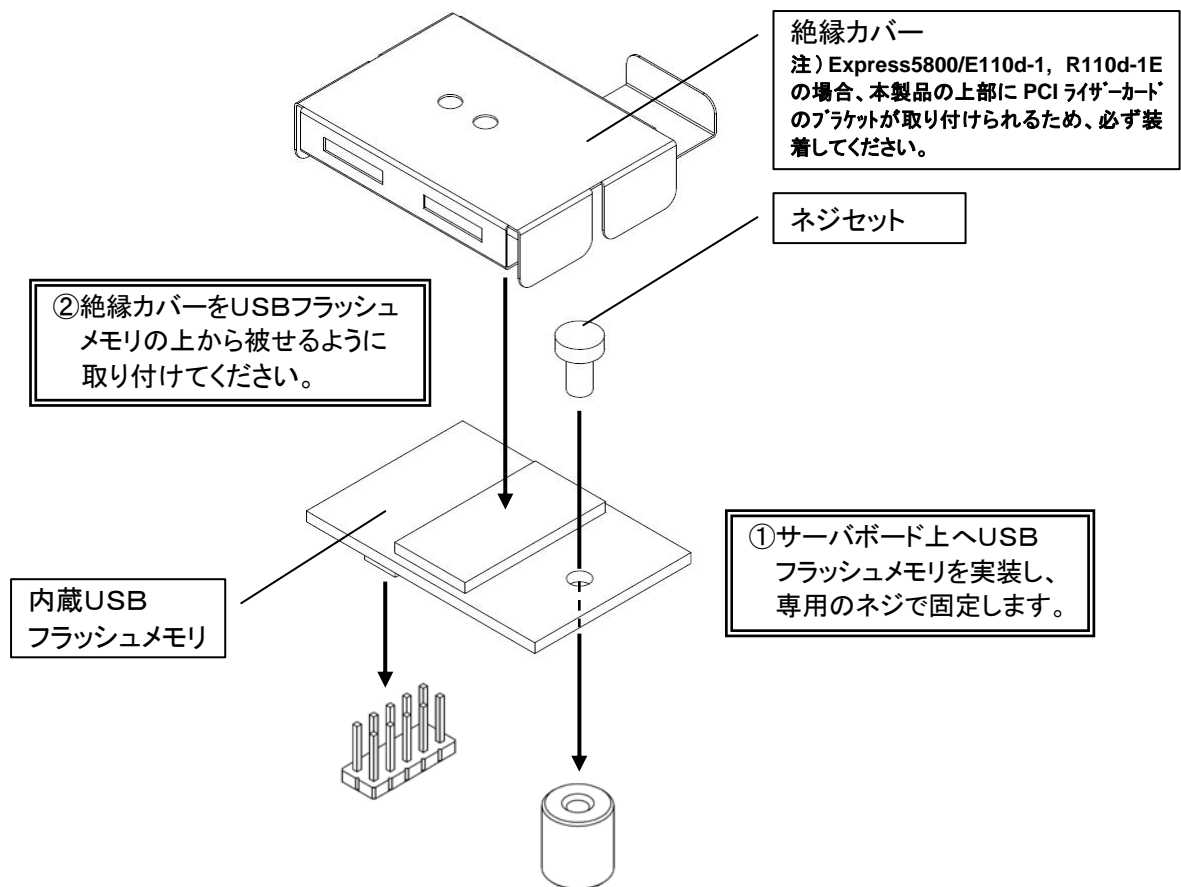 絶縁カバー
注）Express5800/E110d-1, R110d-1E
の場合、本製品の上部に PCI ﾗｲｻﾞｰｶｰﾄﾞ
のﾌﾞﾗｹｯﾄが取り付けられるため、必ず装
着してください。
ネジセット
②絶縁カバーをＵＳＢフラッシュ
メモリの上から被せるように
取り付けてください。
①サーバボード上へＵＳＢ
フラッシュメモリを実装し、
専用のネジで固定します。
内蔵ＵＳＢ
フラッシュメモリ